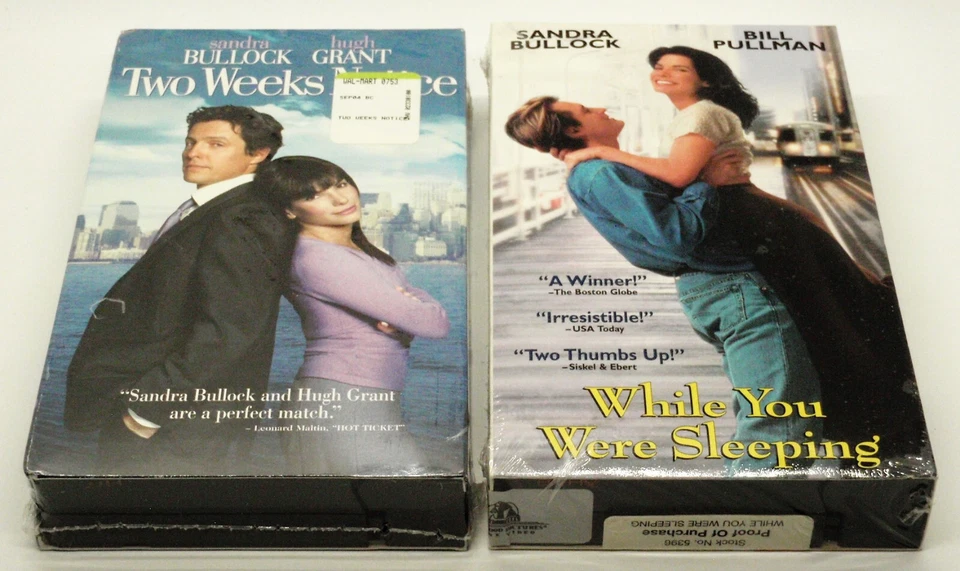 sandra hugh
BULLOCK GRANT
Two Weeks
WAL-MART 0753
TWO WEEKS NOTICE
“Sandra Bullock and Hugh Grant
are a perfect match.”
– Leonard Maltin, “HOT TICKET”
SANDRA
BULLOCK
BILL
PULLMAN
“A Winner!”
–The Boston Globe
“Irresistible!”
–USA Today
“Two Thumbs Up!”
–Siskel & Ebert
While You
Were Sleeping
Stock No. 5396
Proof Of Purchase
WHILE YOU WERE SLEEPING